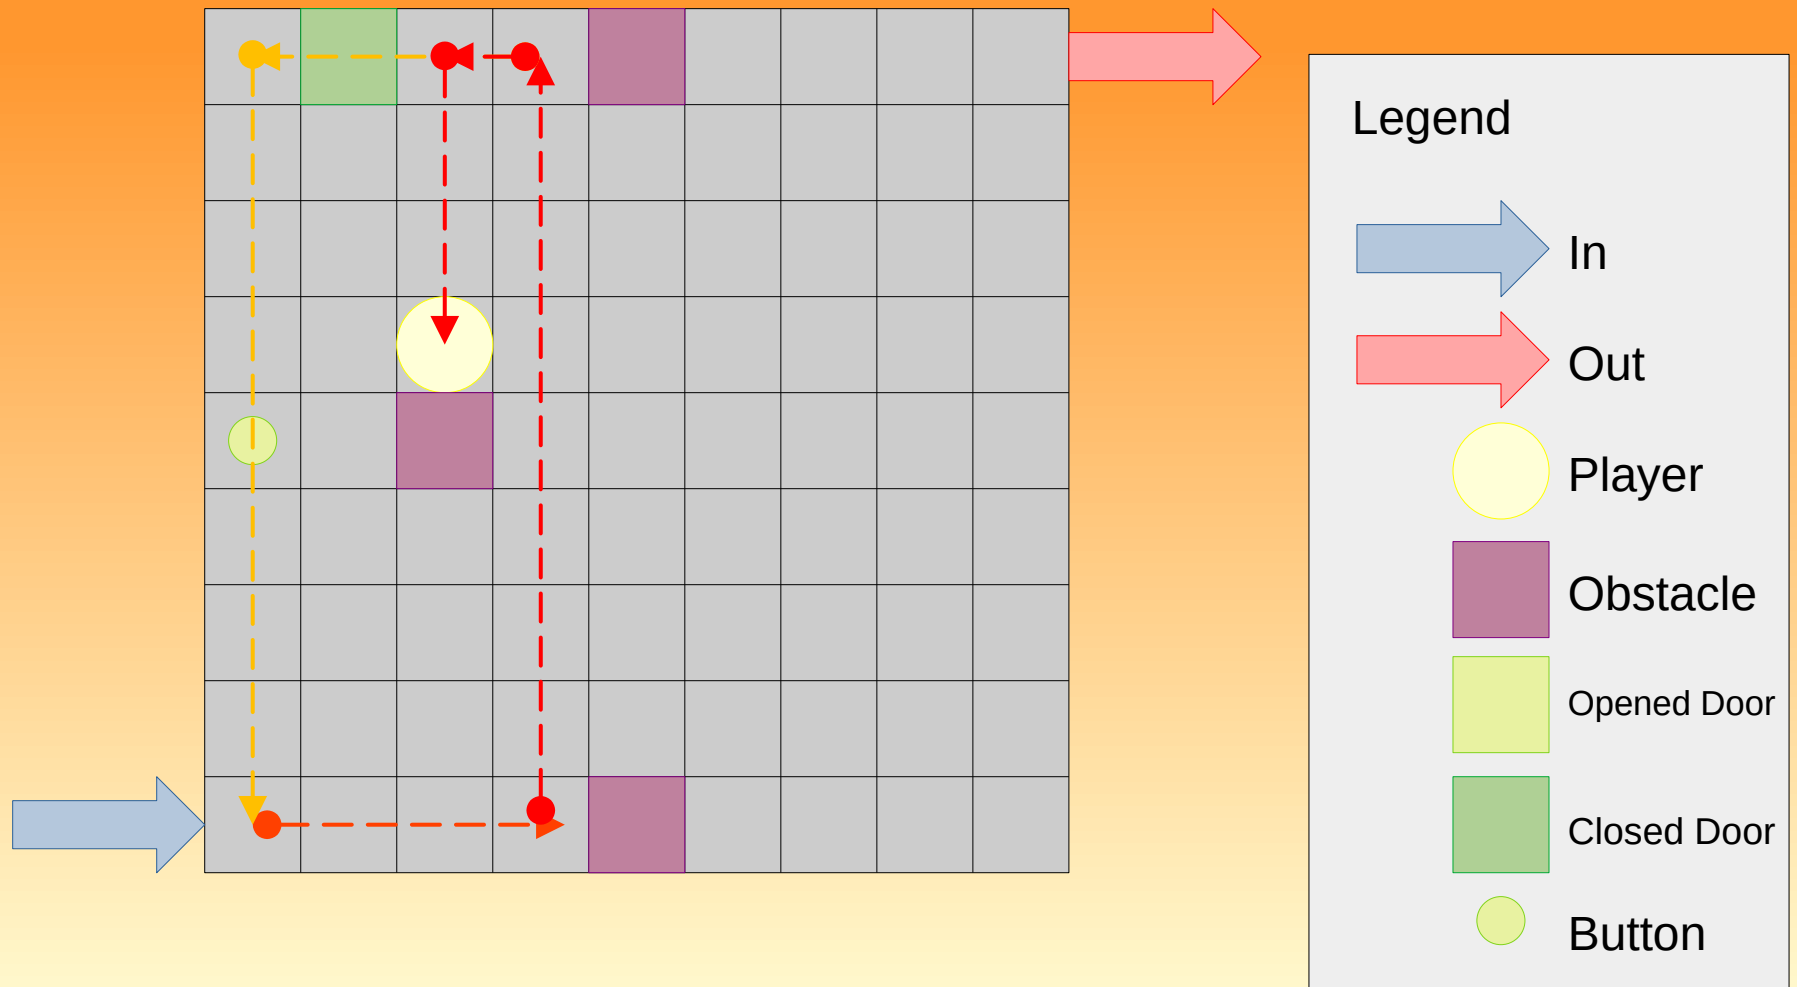 Legend
In
Out
Player
Obstacle
Opened Door
Closed Door
Button